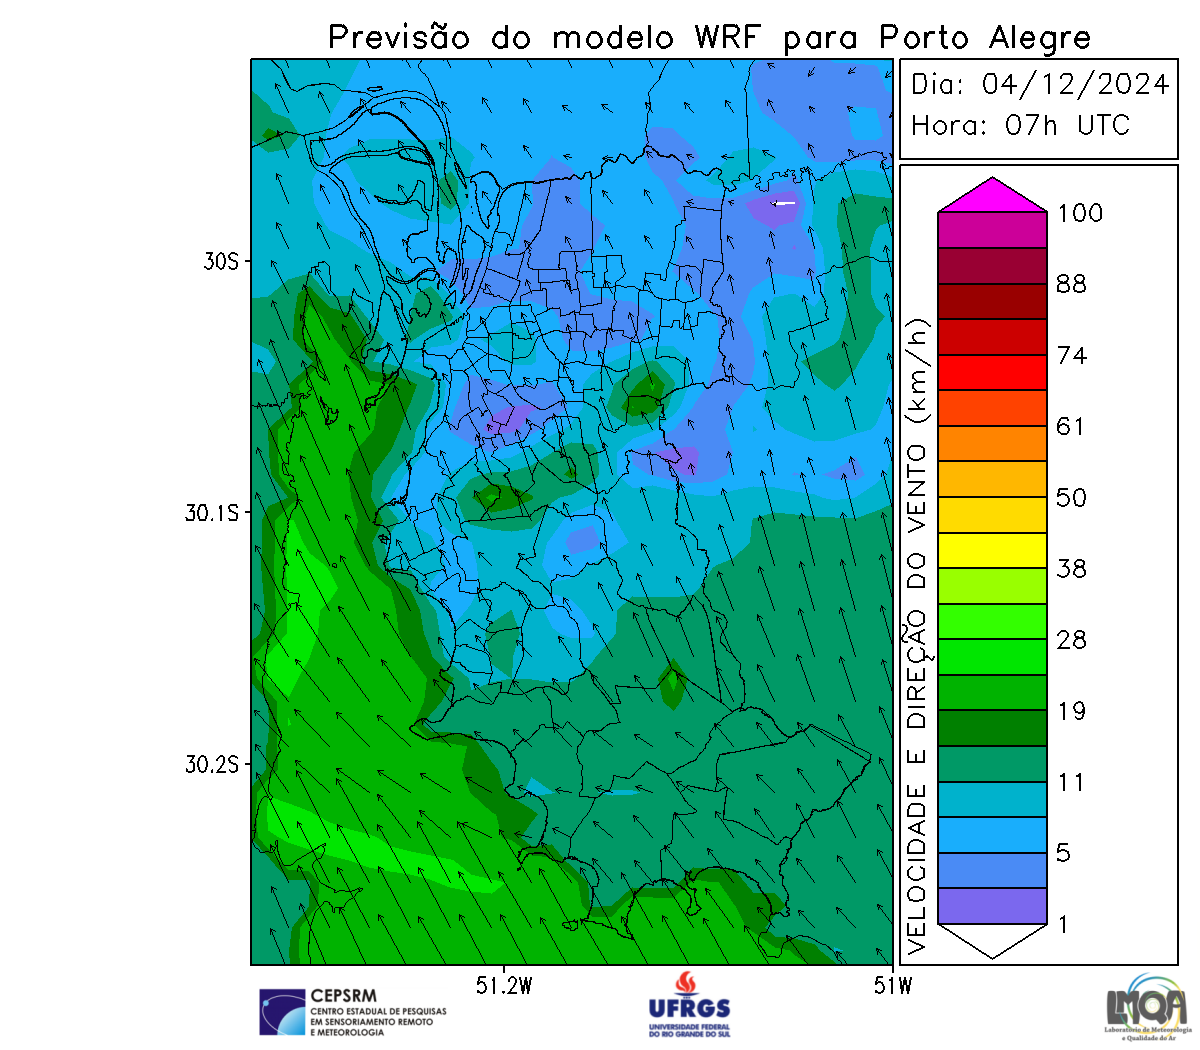 Previsão do modelo WRF para Porto Alegre
Dia: 04/12/2024
Hora: 07h UTC
30S
30.1S
30.2S
51.2W
51W
VELOCIDADE E DIREÇÃO DO VENTO (km/h)
100
88
74
61
50
38
28
19
11
5
1
CEPSRM
CENTRO ESTADUAL DE PESQUISAS
EM SENSORIAMENTO REMOTO
E METEOROLOGIA
UFRGS
UNIVERSIDADE FEDERAL
DO RIO GRANDE DO SUL
LMQA
Laboratório de Meteorologia
e Qualidade do Ar